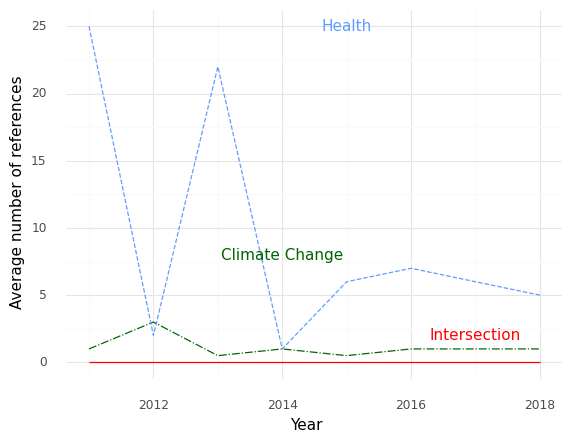 Health
Climate Change
Intersection
Average number of references
25
20
15
10
5
0
2012 2014 2016 2018
Year